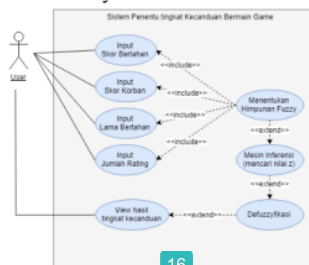 Sistem Penentu tingkat Kecanduan Bermain Game
Input
Skor Bertahan
<<include>>
Input
Skor Korban
<<include>>
User
Menentukan
Himpunan Fuzzy
<<include>>
Input
Lama Bertahan
<<extend>>
<<include>>
Input
Jumlah Rating
Mesin Inferensi
(mencari nilai z)
<<extend>>
View hasil
tingkat kecanduan
<<extend>>
Defuzzyfikasi
16